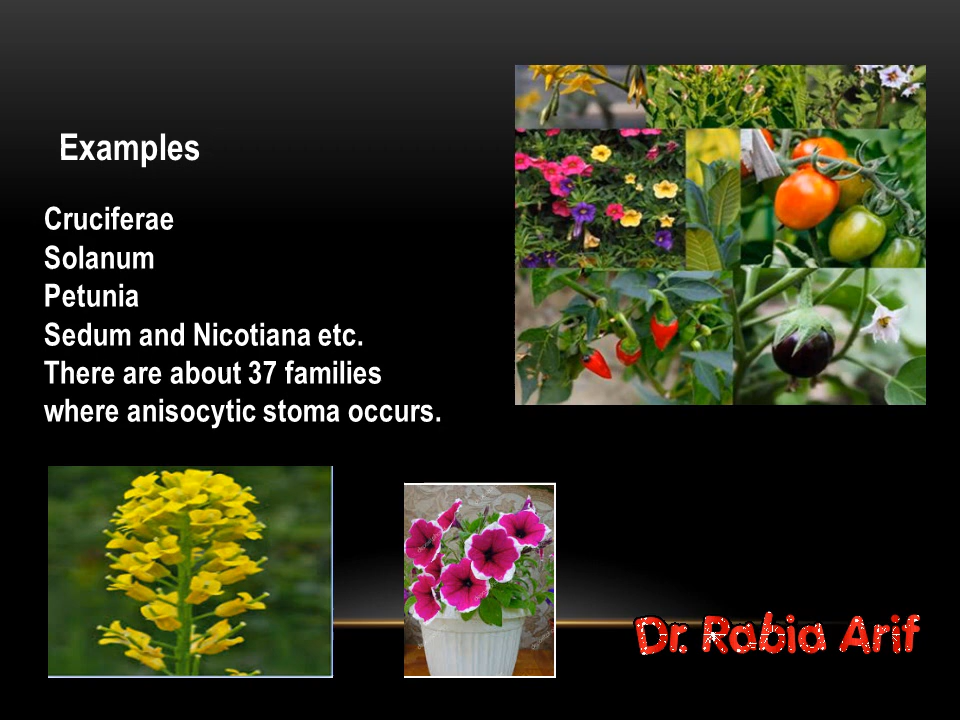 Examples
Cruciferae
Solanum
Petunia
Sedum and Nicotiana etc.
There are about 37 families
where anisocytic stoma occurs.
Dr. Rabia Arif